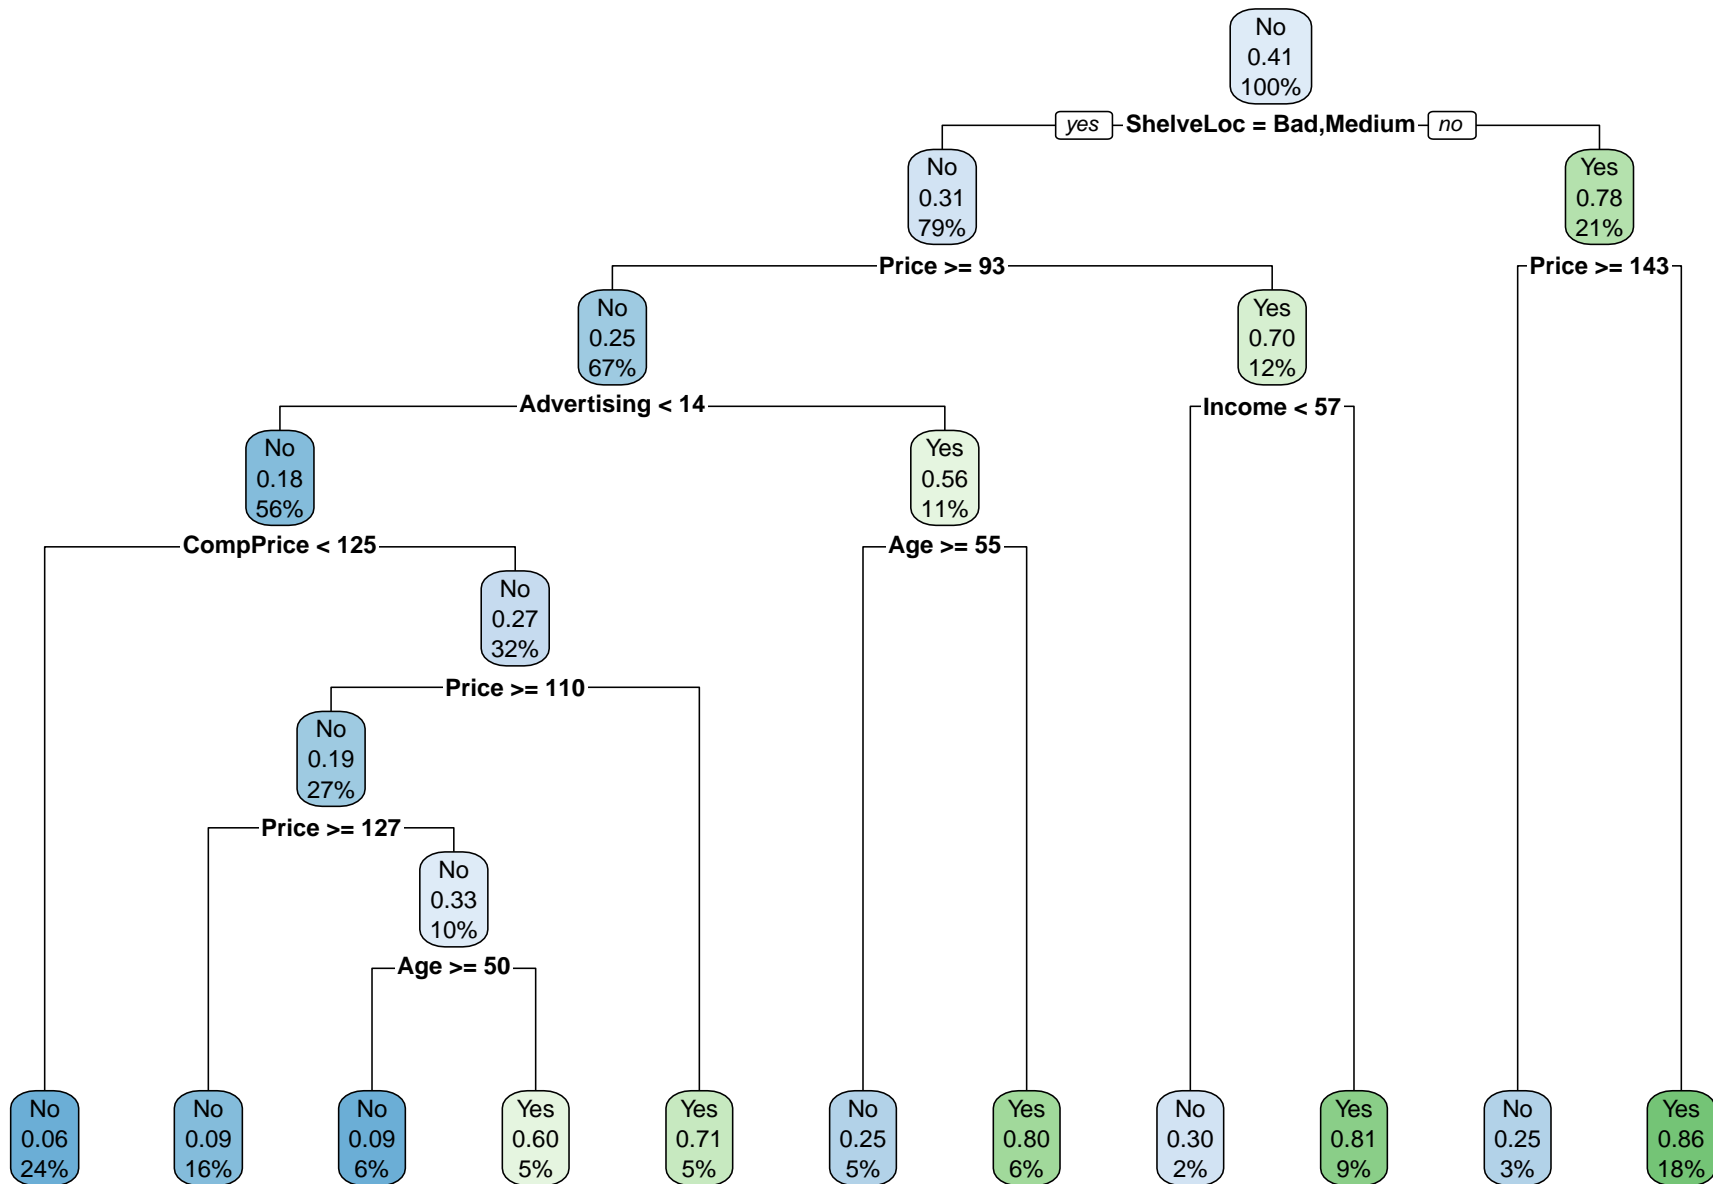 No
0.41
100%
yes ShelveLoc = Bad,Medium no
No
0.31
79%
Yes
0.78
21%
Price >= 93
Price >= 143
No
0.25
67%
Yes
0.70
12%
Advertising < 14
Income < 57
No
0.18
56%
Yes
0.56
11%
CompPrice < 125
Age >= 55
No
0.27
32%
Price >= 110
No
0.19
27%
Price >= 127
No
0.33
10%
Age >= 50
No
0.06
24%
No
0.09
16%
No
0.09
6%
Yes
0.60
5%
Yes
0.71
5%
No
0.25
5%
Yes
0.80
6%
No
0.30
2%
Yes
0.81
9%
No
0.25
3%
Yes
0.86
18%